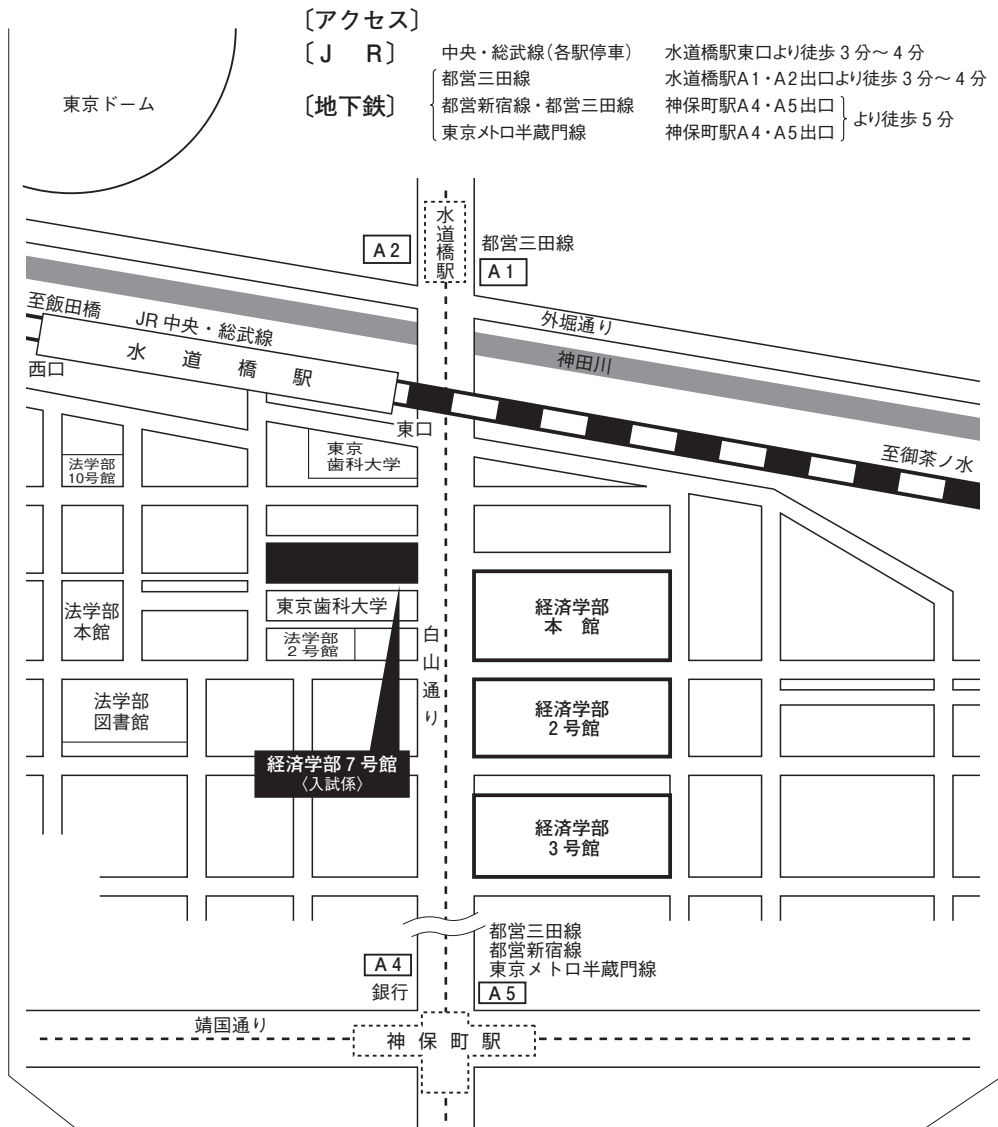 〔アクセス〕
〔J R〕 中央・総武線(各駅停車) 水道橋駅東口より徒歩3分～4分
〔地下鉄〕
都営三田線 水道橋駅A1・A2出口より徒歩3分～4分
都営新宿線・都営三田線 神保町駅A4・A5出口
東京メトロ半蔵門線 神保町駅A4・A5出口
より徒歩5分
東京ドーム
水道橋駅
A2
都営三田線
A1
外堀通り
神田川
至飯田橋
JR中央・総武線
水道橋駅
西口
東口
至御茶ノ水
東京
歯科大学
法学部
10号館
東京歯科大学
法学部
2号館
法学部
本館
白山通り
経済学部
本館
法学部
図書館
経済学部
2号館
経済学部7号館
〈入試係〉
経済学部
3号館
都営三田線
都営新宿線
東京メトロ半蔵門線
A4
銀行
A5
靖国通り
神保町駅